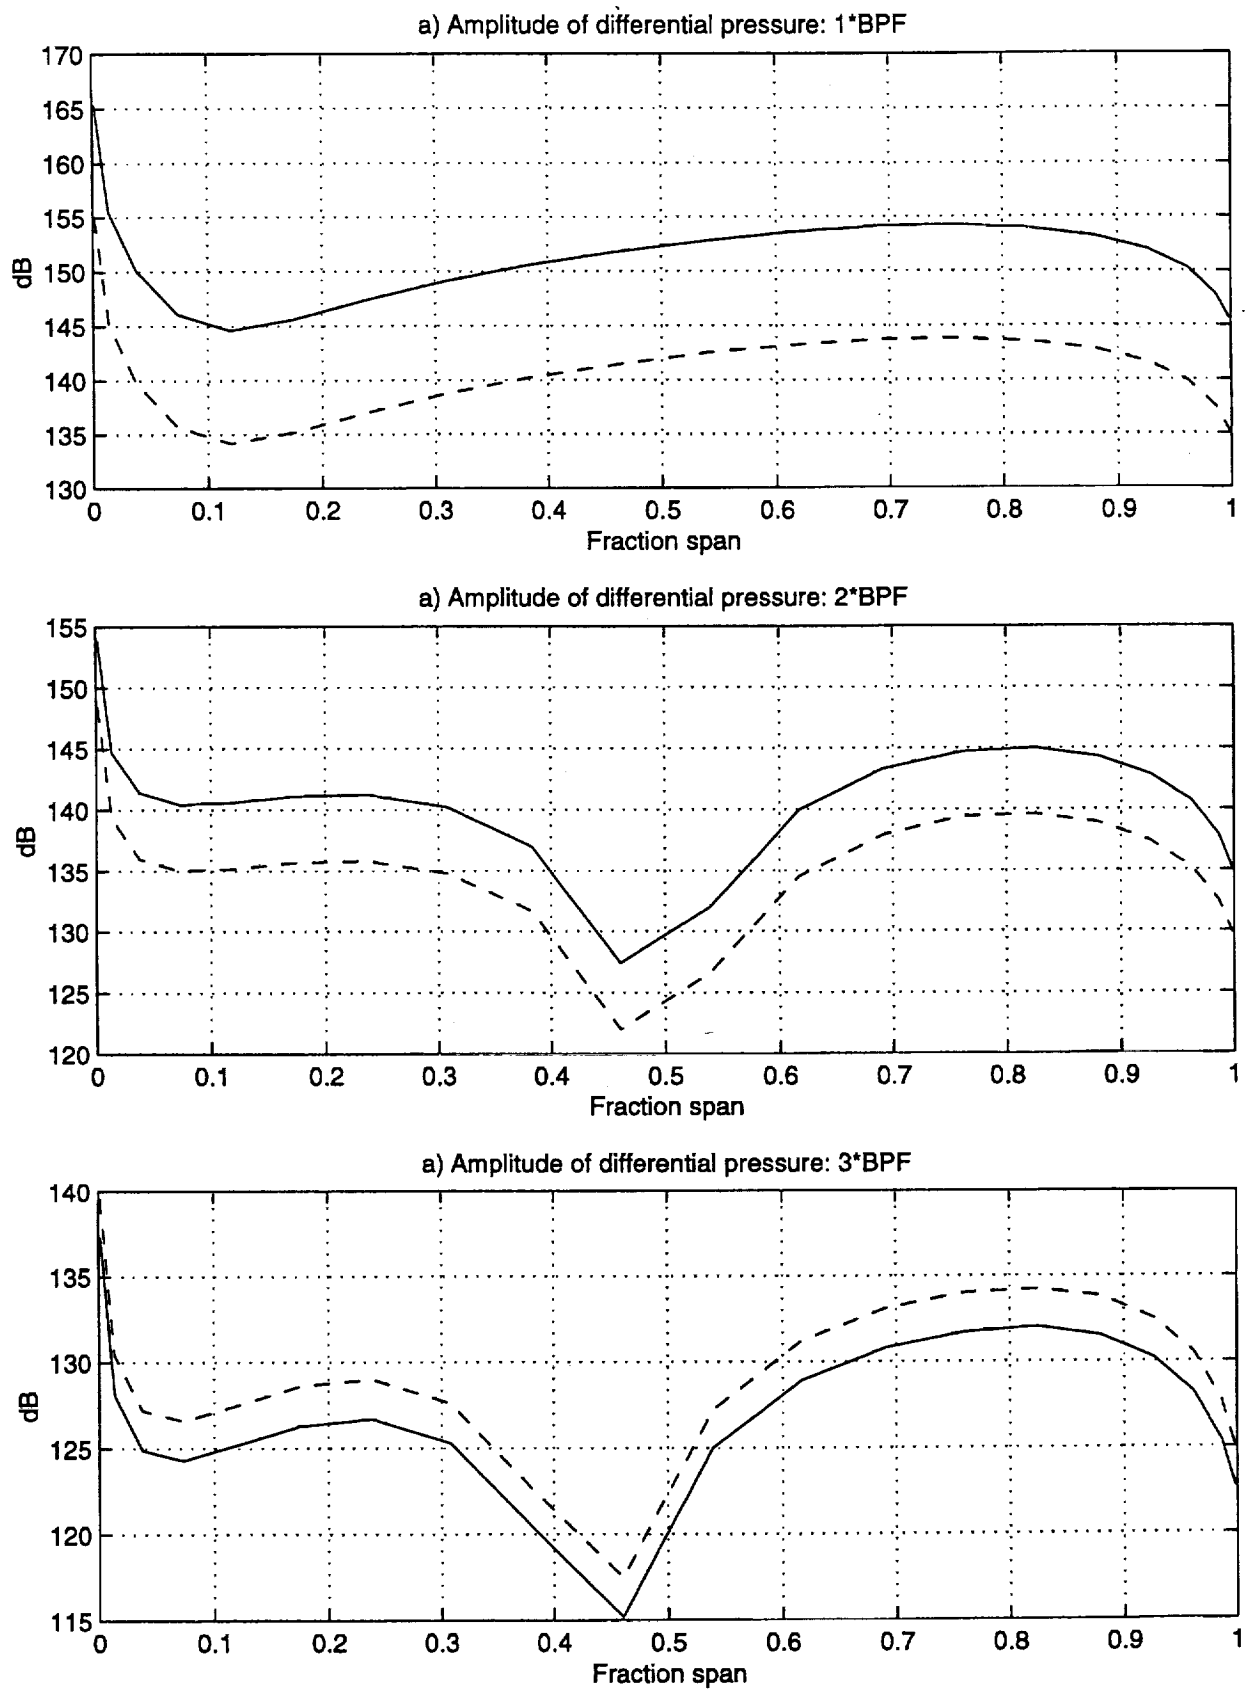 a) Amplitude of differential pressure: 1*BPF
170
165
160
155
150
145
140
135
130
dB
0 0.1 0.2 0.3 0.4 0.5 0.6 0.7 0.8 0.9 1
Fraction span
a) Amplitude of differential pressure: 2*BPF
155
150
145
140
135
130
125
120
dB
0 0.1 0.2 0.3 0.4 0.5 0.6 0.7 0.8 0.9 1
Fraction span
a) Amplitude of differential pressure: 3*BPF
140
135
130
125
120
115
dB
0 0.1 0.2 0.3 0.4 0.5 0.6 0.7 0.8 0.9 1
Fraction span